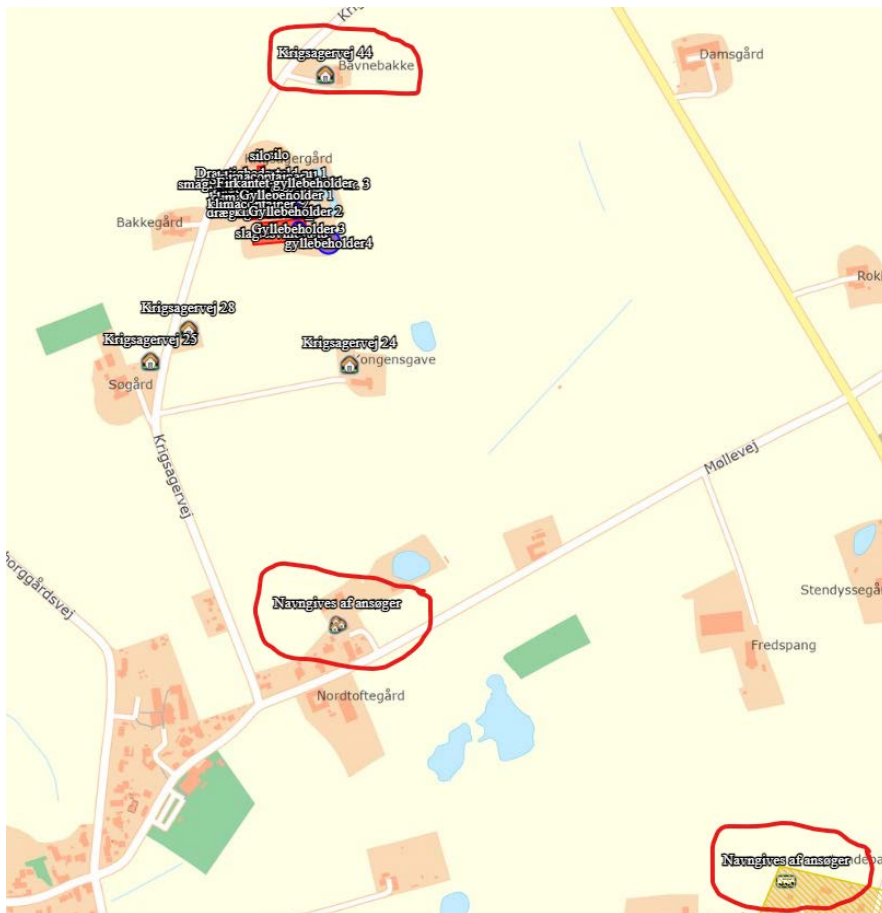 Krigsagervej 44
Bavnebakke
Damsgård
silo
Firkantet gyllebeholder
3
Gyllebeholder 1
klimacontainer
Gyllebeholder 2
Gyllebeholder 3
gyllebeholder4
Bakkegård
Krigsagervej 28
Krigsagervej 25
Krigsagervej 24
Kongensgave
Søgård
Krigsagervej
Møllevej
Navngives af ansøger
Stendyssegå
Fredspang
Nordtoftegård
Navngives af ansøger